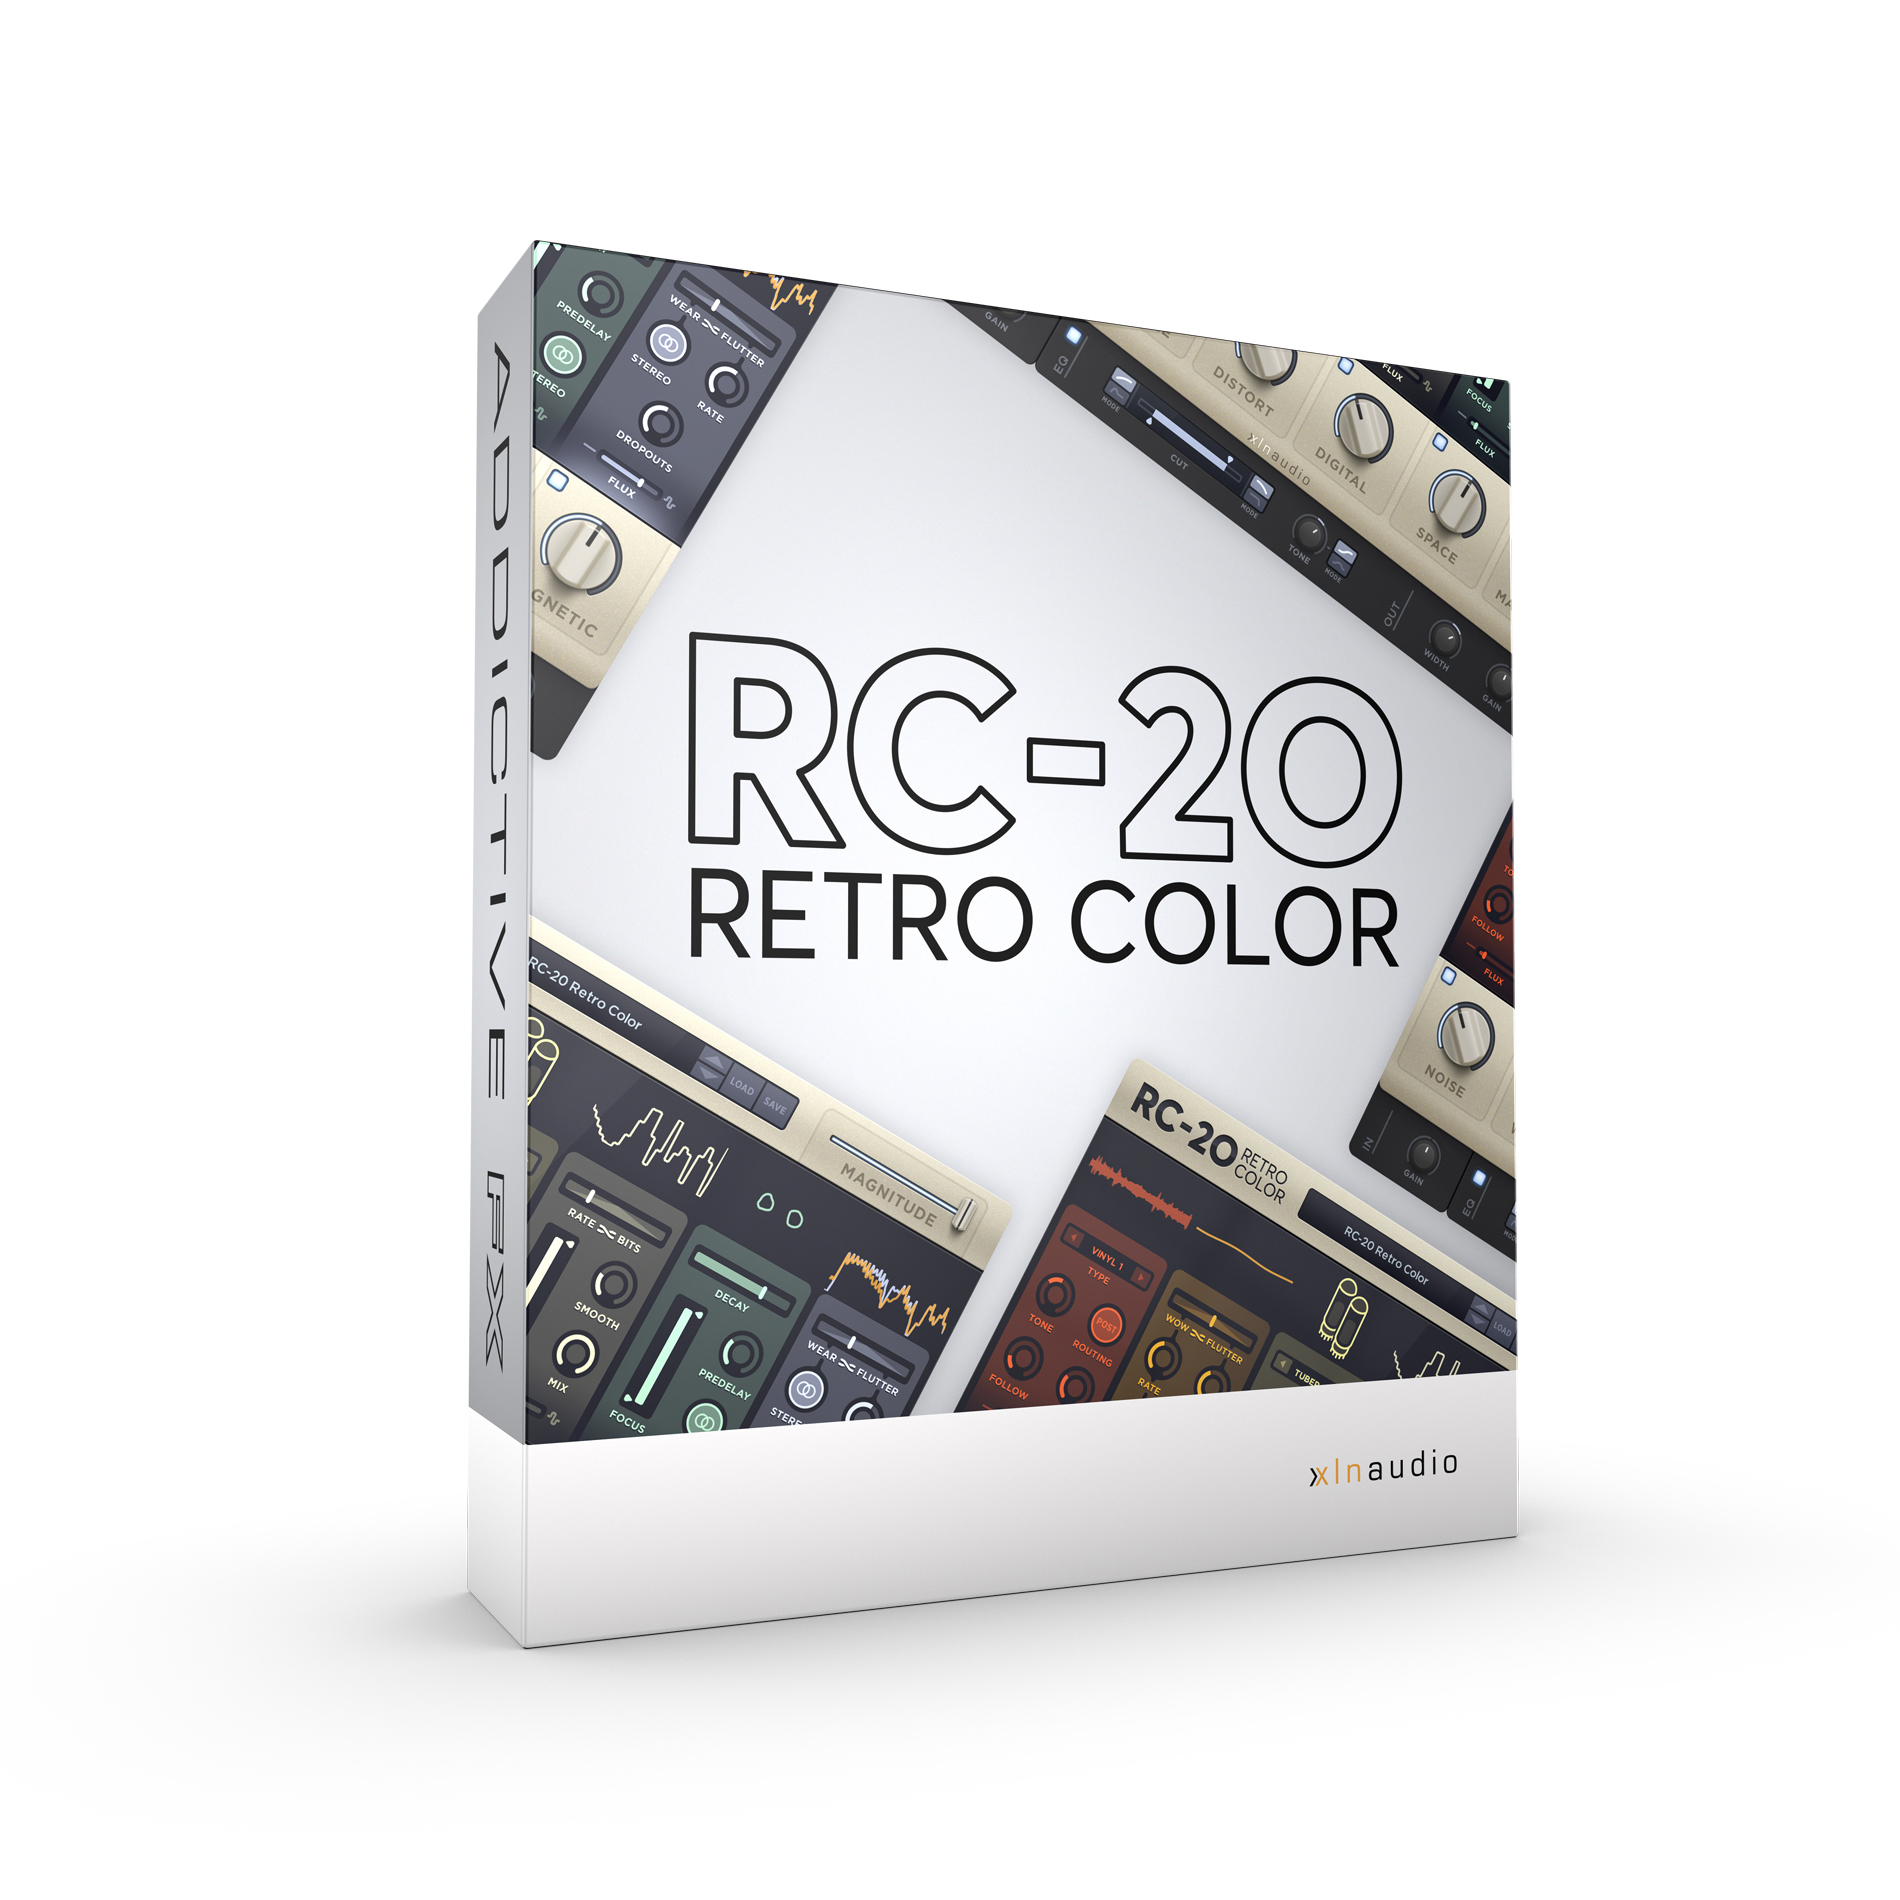 ADDICTIVE FX
PREDELAY
WEAR FLUTTER
STEREO
RATE
DROPOUTS
FLUX
GAIN
EQ
MODE
CUT
MODE
DISTORT
xlnaudio
DIGITAL
SPACE
FLUX
FOCUS
FLUX
TONE
MODE
OUT
WIDTH
GAIN
RC-20
RETRO COLOR
FOLLOW
FLUX
NOISE
IN
GAIN
EQ
RC-20 Retro Color
LOAD
SAVE
MAGNITUDE
RATE BITS
SMOOTH
MIX
DECAY
PREDELAY
FOCUS
WEAR FLUTTER
RC-20
RETRO
COLOR
RC-20 Retro Color
LOAD
VINYL 1
TYPE
TONE
POST
ROUTING
FOLLOW
WOW FLUTTER
RATE
xlnaudio